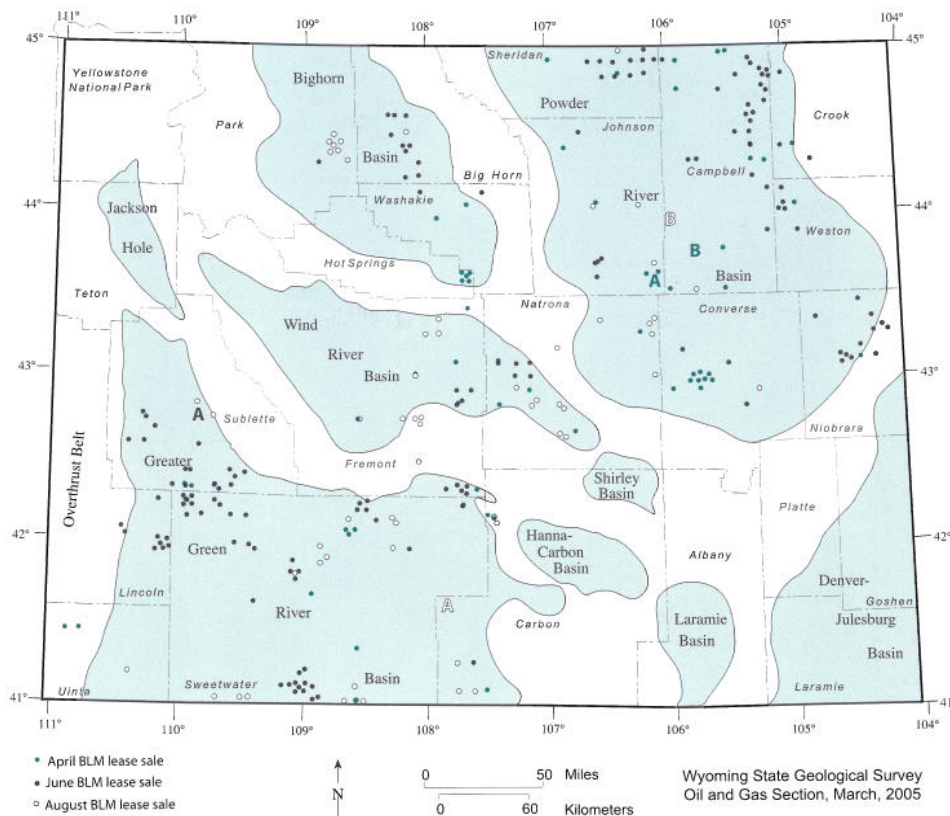 111° 110° 109° 108° 107° 106° 105° 104°
45° 45°
Sheridan
Yellowstone
National Park
Bighorn
Powder
Park
Crook
Johnson
Basin
Big Horn
Campbell
River
Washakie
44° 44°
Jackson
Hole
B
Weston
B
Hot Springs
Basin
A
Teton
Natrona
Converse
Wind
River
43° 43°
Basin
A
Sublette
Niobrara
Overthrust Belt
Greater
Fremont
Shirley
Basin
Platte
42° 42°
Green
Hanna-
Carbon
Basin
Albany
Denver-
Lincoln
A
Goshen
River
Carbon
Laramie
Basin
Julesburg
Basin
Sweetwater
Basin
Uinta
Laramie
41° 41°
111° 110° 109° 108° 107° 106° 105° 104°
April BLM lease sale
June BLM lease sale
August BLM lease sale
N
0 50 Miles
0 60
Kilometers
Wyoming State Geological Survey
Oil and Gas Section, March, 2005